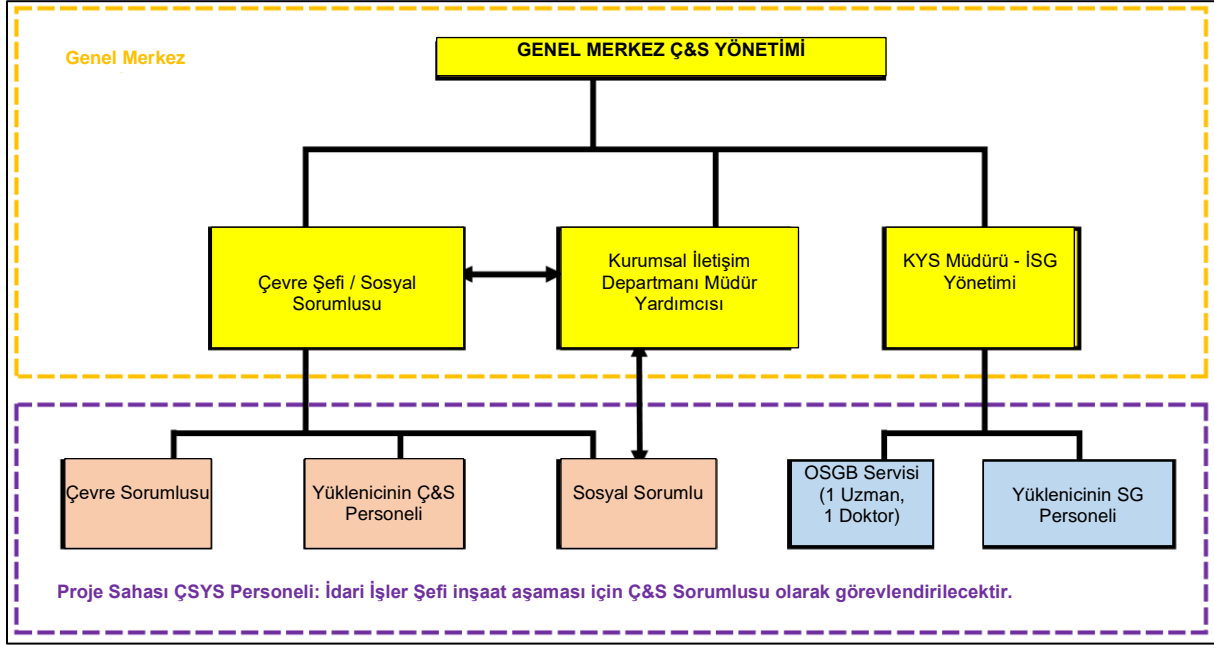 Genel Merkez
GENEL MERKEZ Ç&S YÖNETİMİ
Çevre Şefi / Sosyal
Sorumlusu
Kurumsal İletişim
Departmanı Müdür
Yardımcısı
KYS Müdürü - İSG
Yönetimi
Çevre Sorumlusu
Yüklenicinin Ç&S
Personeli
Sosyal Sorumlu
OSGB Servisi
(1 Uzman,
1 Doktor)
Yüklenicinin SG
Personeli
Proje Sahası ÇSYS Personeli: İdari İşler Şefi inşaat aşaması için Ç&S Sorumlusu olarak görevlendirilecektir.